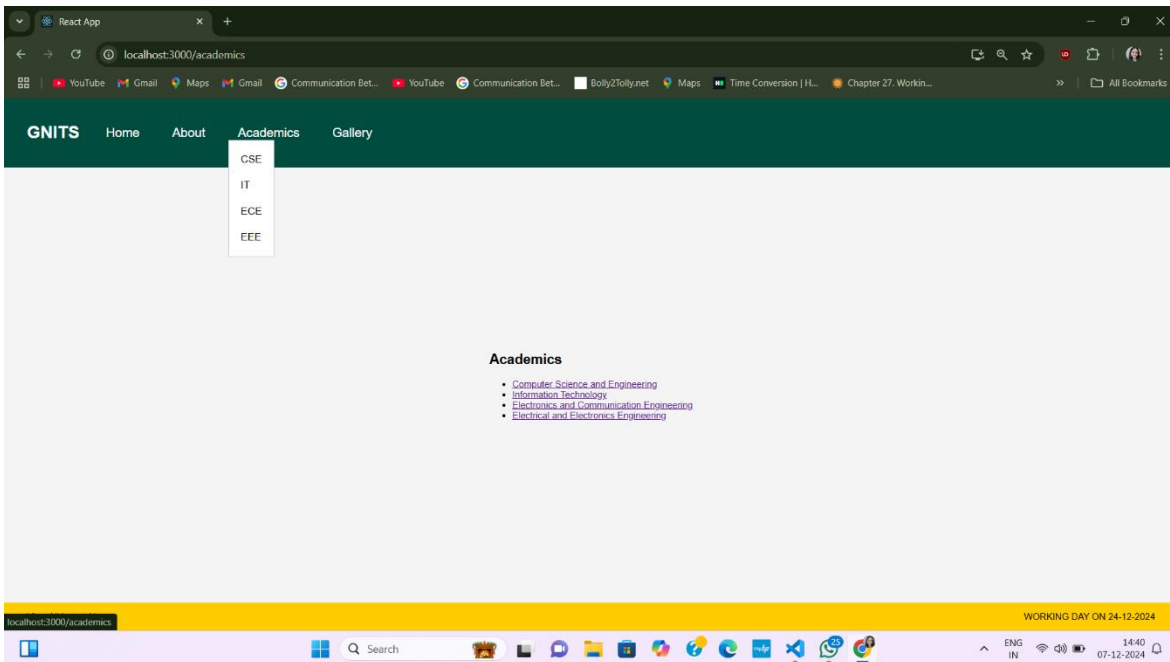 React App
localhost:3000/academics
YouTube Gmail Maps Gmail Communication Bet... YouTube Communication Bet... Bolly2Tolly.net Maps Time Conversion | H... Chapter 27. Workin... » All Bookmarks
GNITS Home About Academics Gallery
CSE
IT
ECE
EEE
Academics
• Computer Science and Engineering
• Information Technology
• Electronics and Communication Engineering
• Electrical and Electronics Engineering
WORKING DAY ON 24-12-2024
localhost:3000/academics
Search
25
ENG 14:40
IN 07-12-2024